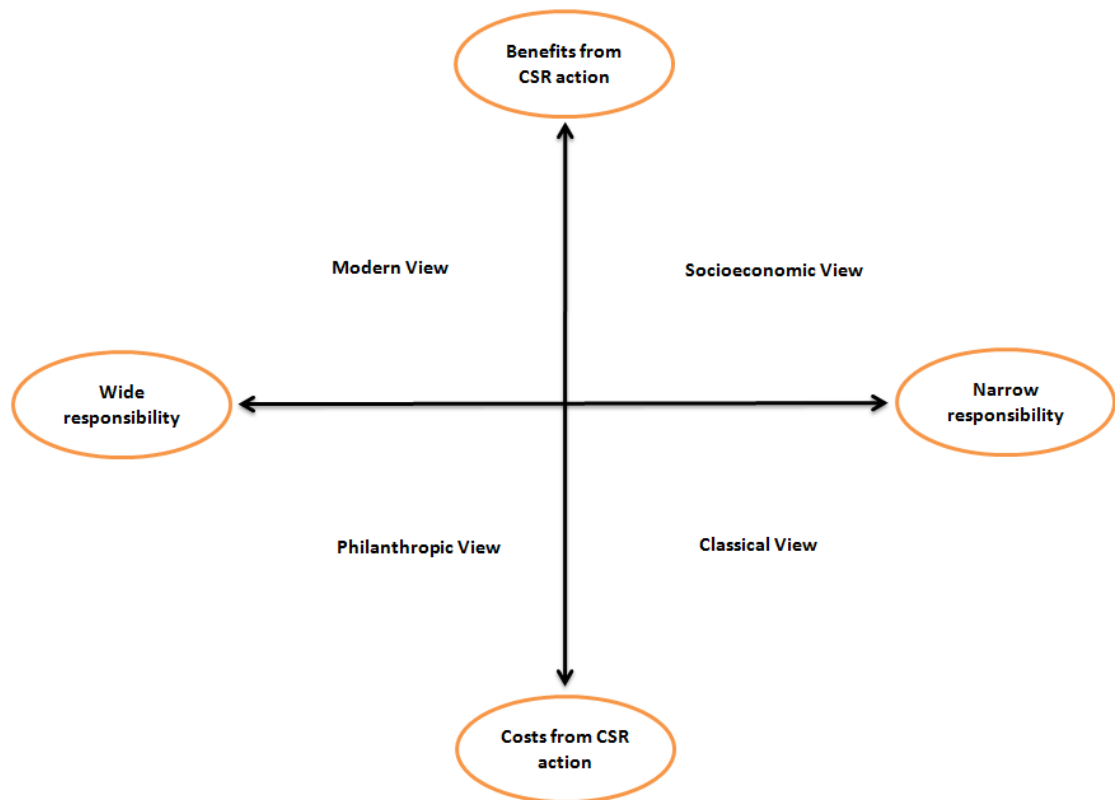 Benefits from
CSR action
Modern View
Socioeconomic View
Wide
responsibility
Narrow
responsibility
Philanthropic View
Classical View
Costs from CSR
action